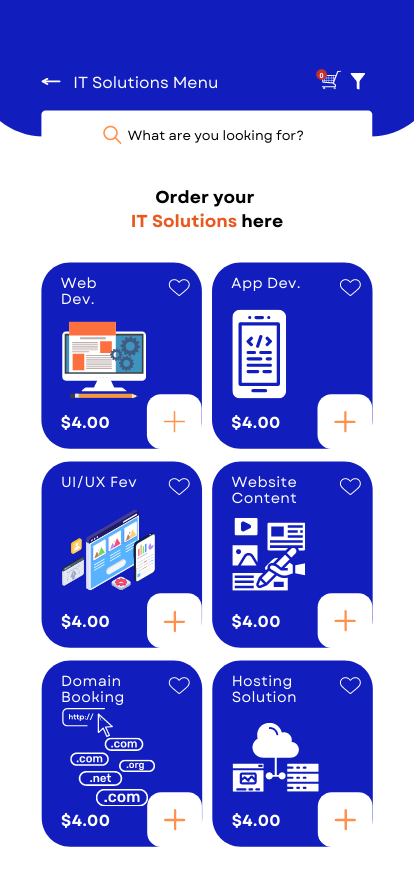 IT Solutions Menu
0
What are you looking for?
Order your
IT Solutions here
Web
Dev.
$4.00
App Dev.
</>
$4.00
UI/UX Fev
$4.00
Website
Content
$4.00
Domain
Booking
http://
.com
.com
.org
.net
.com
$4.00
Hosting
Solution
$4.00